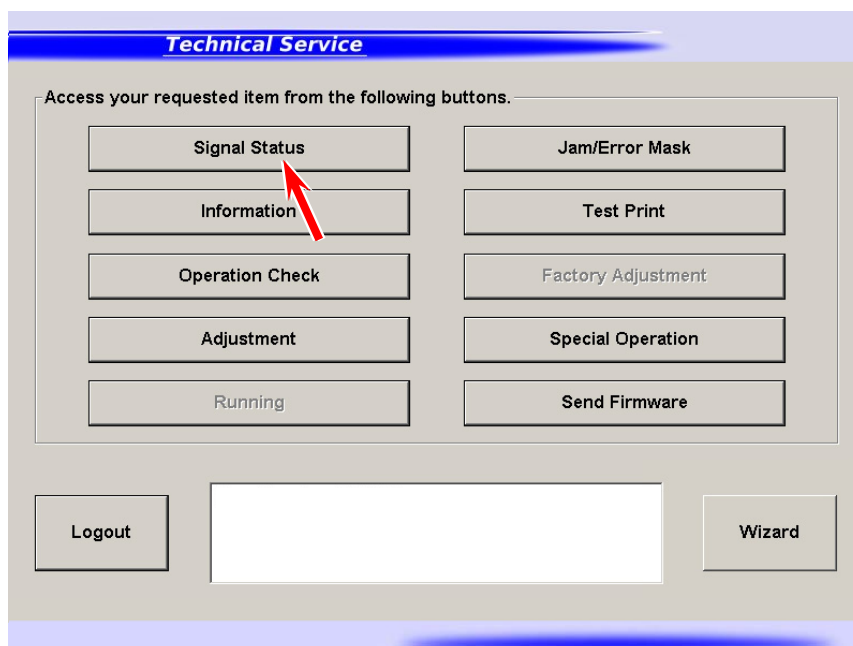 Technical Service
Access your requested item from the following buttons.
Signal Status
Jam/Error Mask
Information
Test Print
Operation Check
Factory Adjustment
Adjustment
Special Operation
Running
Send Firmware
Logout
Wizard